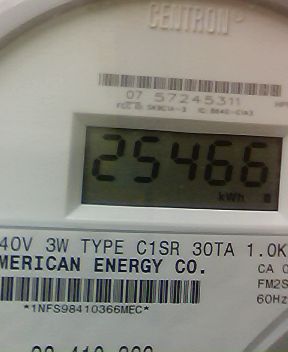 CENTRON
07 57245311
25466
kWh
40V 3W TYPE C1SR 30TA 1.0K
MERICAN ENERGY CO.
CA 0
FM2S
60Hz
*1NFS98410366MEC*